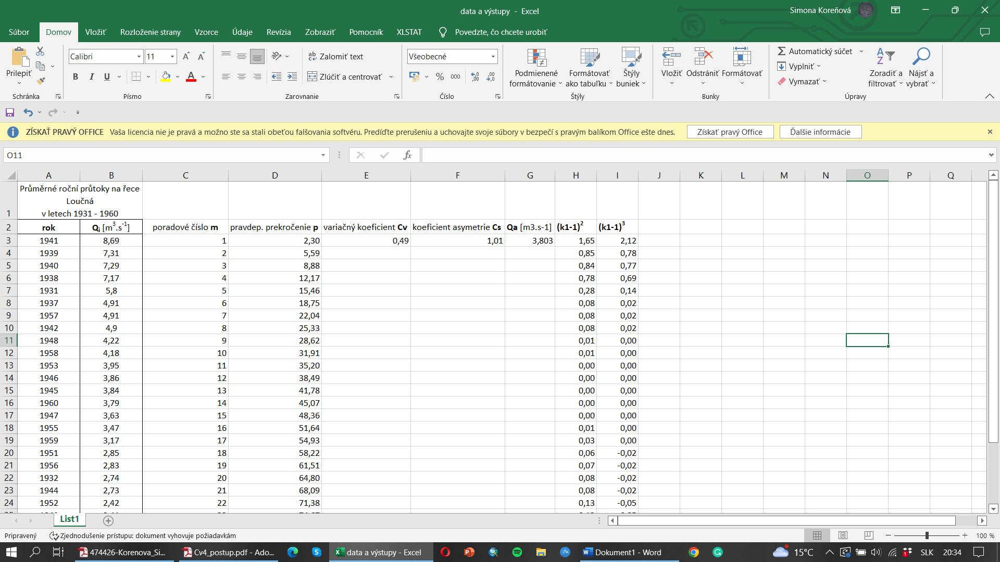 data a výstupy - Excel
Simona Koreňová
Súbor Domov Vložiť Rozloženie strany Vzorce Údaje Revízia Zobraziť Pomocník XLSTAT Povedzte, čo chcete urobiť
Prilepiť
Schránka
Calibri 11
B I U
Písmo
Zalomiť text
Zlúčiť a centrovať
Zarovnanie
Všeobecné
% 000
Číslo
Podmienené formátovanie
Formátovať ako tabuľku
Štýly buniek
Štýly
Vložiť Odstrániť Formátovať
Bunky
Automatický súčet
Vyplniť
Vymazať
Zoradiť a filtrovať
Nájsť a vybrať
Úpravy
ZÍSKAŤ PRAVÝ OFFICE Vaša licencia nie je pravá a možno ste sa stali obeťou falšovania softvéru. Predíďte prerušeniu a uchovajte svoje súbory v bezpečí s pravým balíkom Office ešte dnes. Získať pravý Office Ďalšie informácie
O11 fx
A B C D E F G H I J K L M N O P Q
Průměrné roční průtoky na řece
Loučná
1 v letech 1931 - 1960
2 rok Qi [m3.s-1] poradové číslo m pravdep. prekročenie p variačný koeficient Cv koeficient asymetrie Cs Qa [m3.s-1] (k1-1)2 (k1-1)3
3 1941 8,69 1 2,30 0,49 1,01 3,803 1,65 2,12
4 1939 7,31 2 5,59 0,85 0,78
5 1940 7,29 3 8,88 0,84 0,77
6 1938 7,17 4 12,17 0,78 0,69
7 1931 5,8 5 15,46 0,28 0,14
8 1937 4,91 6 18,75 0,08 0,02
9 1957 4,91 7 22,04 0,08 0,02
10 1942 4,9 8 25,33 0,08 0,02
11 1948 4,22 9 28,62 0,01 0,00
12 1958 4,18 10 31,91 0,01 0,00
13 1953 3,95 11 35,20 0,00 0,00
14 1946 3,86 12 38,49 0,00 0,00
15 1945 3,84 13 41,78 0,00 0,00
16 1960 3,79 14 45,07 0,00 0,00
17 1947 3,63 15 48,36 0,00 0,00
18 1955 3,47 16 51,64 0,01 0,00
19 1959 3,17 17 54,93 0,03 0,00
20 1951 2,85 18 58,22 0,06 -0,02
21 1956 2,83 19 61,51 0,07 -0,02
22 1932 2,74 20 64,80 0,08 -0,02
23 1944 2,73 21 68,09 0,08 -0,02
24 1952 2,42 22 71,38 0,13 -0,05
List1
Pripravený Zjednodušenie prístupu: dokument vyhovuje požiadavkám 100 %
474426-Korenova_Si... Cv4_postup.pdf - Ado... data a výstupy - Excel Dokument1 - Word 15°C SLK 20:34